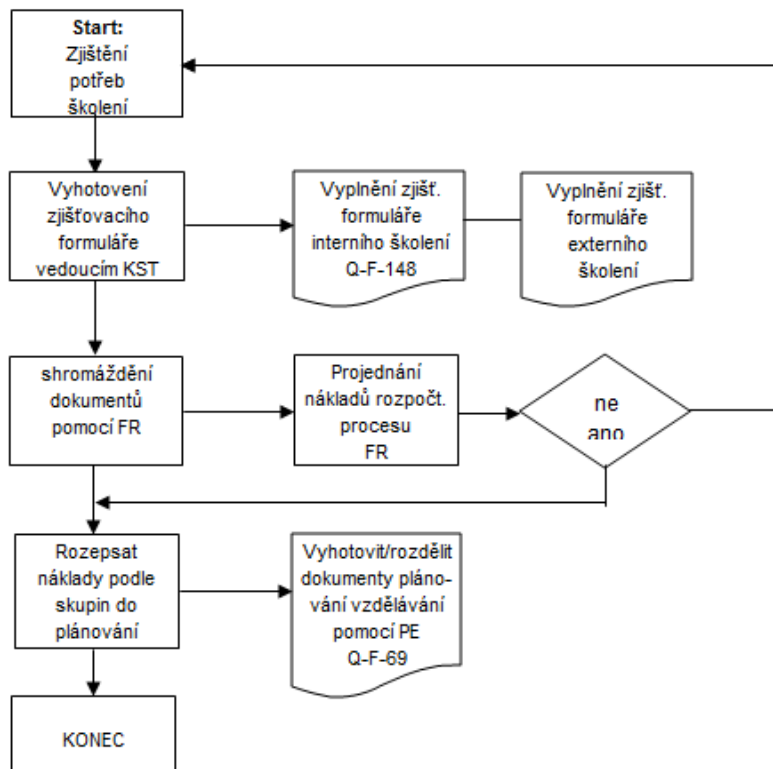 Start:
Zjištění
potřeb
školení
Vyhotovení
zjišťovacího
formuláře
vedoucím KST
Vyplnění zjišť.
formuláře
interního školení
Q-F-148
Vyplnění zjišť.
formuláře
externího
školení
shromáždění
dokumentů
pomocí FR
Projednání
nákladů rozpočt.
procesu
FR
ne
ano
Rozepsat
náklady podle
skupin do
plánování
Vyhotovit/rozdělit
dokumenty pláno-
vání vzdělávání
pomocí PE
Q-F-69
KONEC